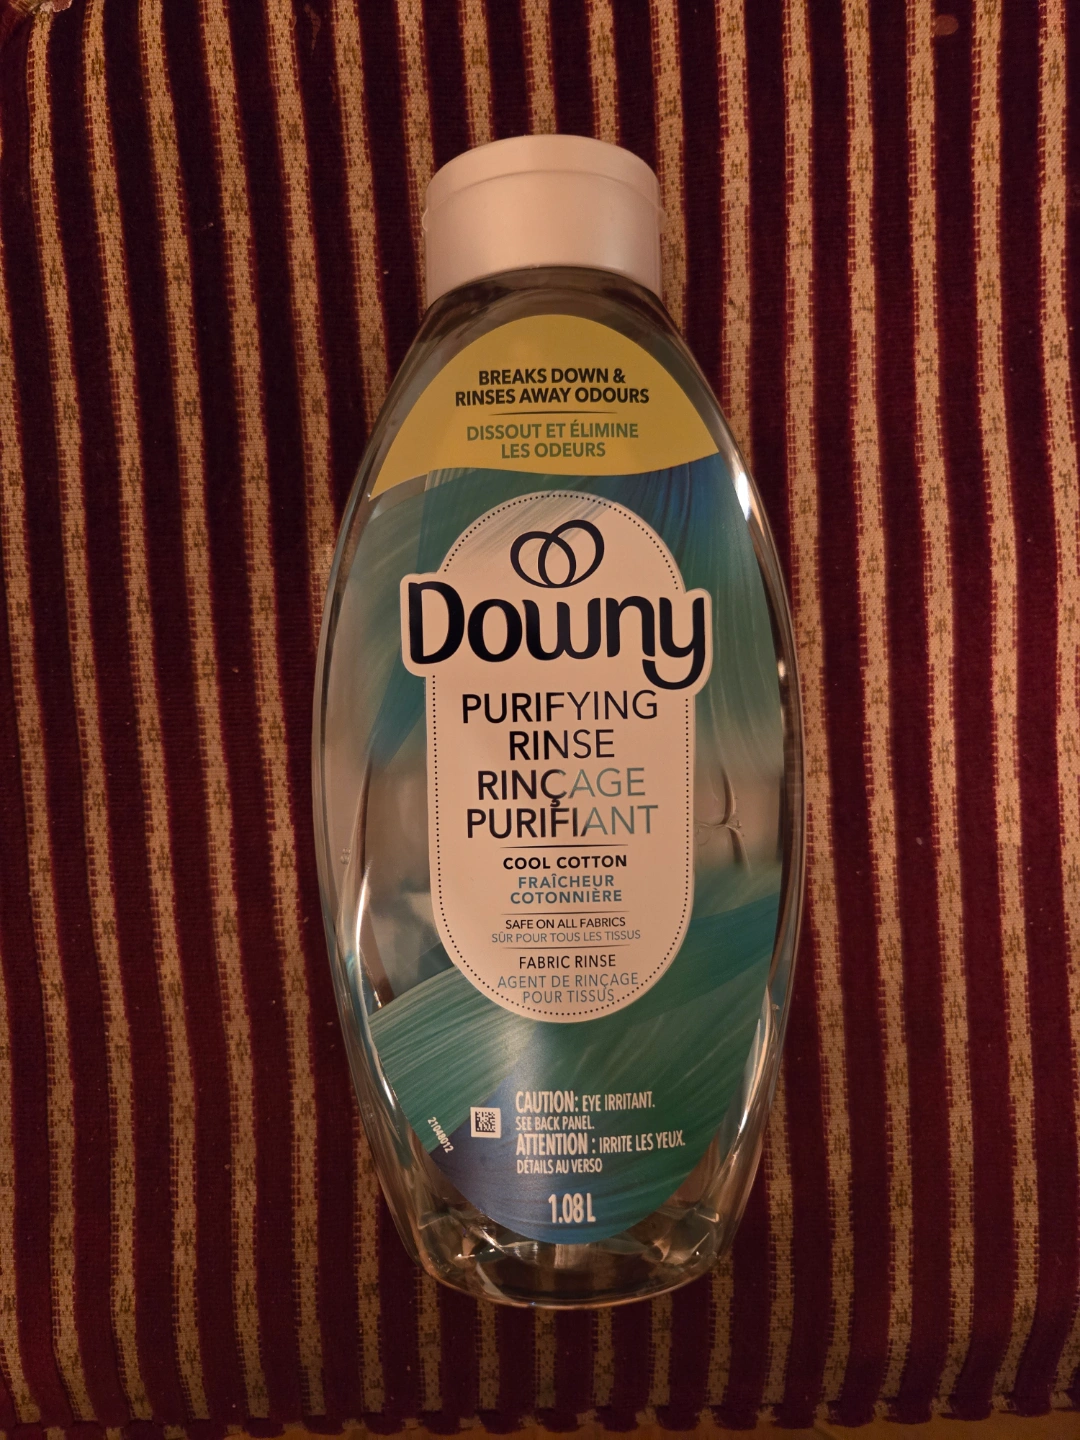 BREAKS DOWN &
RINSES AWAY ODOURS
DISSOUT ET ÉLIMINE
LES ODEURS
Downy
PURIFYING
RINSE
RINÇAGE
PURIFIANT
COOL COTTON
FRAÎCHEUR
COTONNIÈRE
SAFE ON ALL FABRICS
SÛR POUR TOUS LES TISSUS
FABRIC RINSE
AGENT DE RINÇAGE
POUR TISSUS
CAUTION: EYE IRRITANT.
SEE BACK PANEL.
ATTENTION : IRRITE LES YEUX.
DÉTAILS AU VERSO
21048012
1.08 L